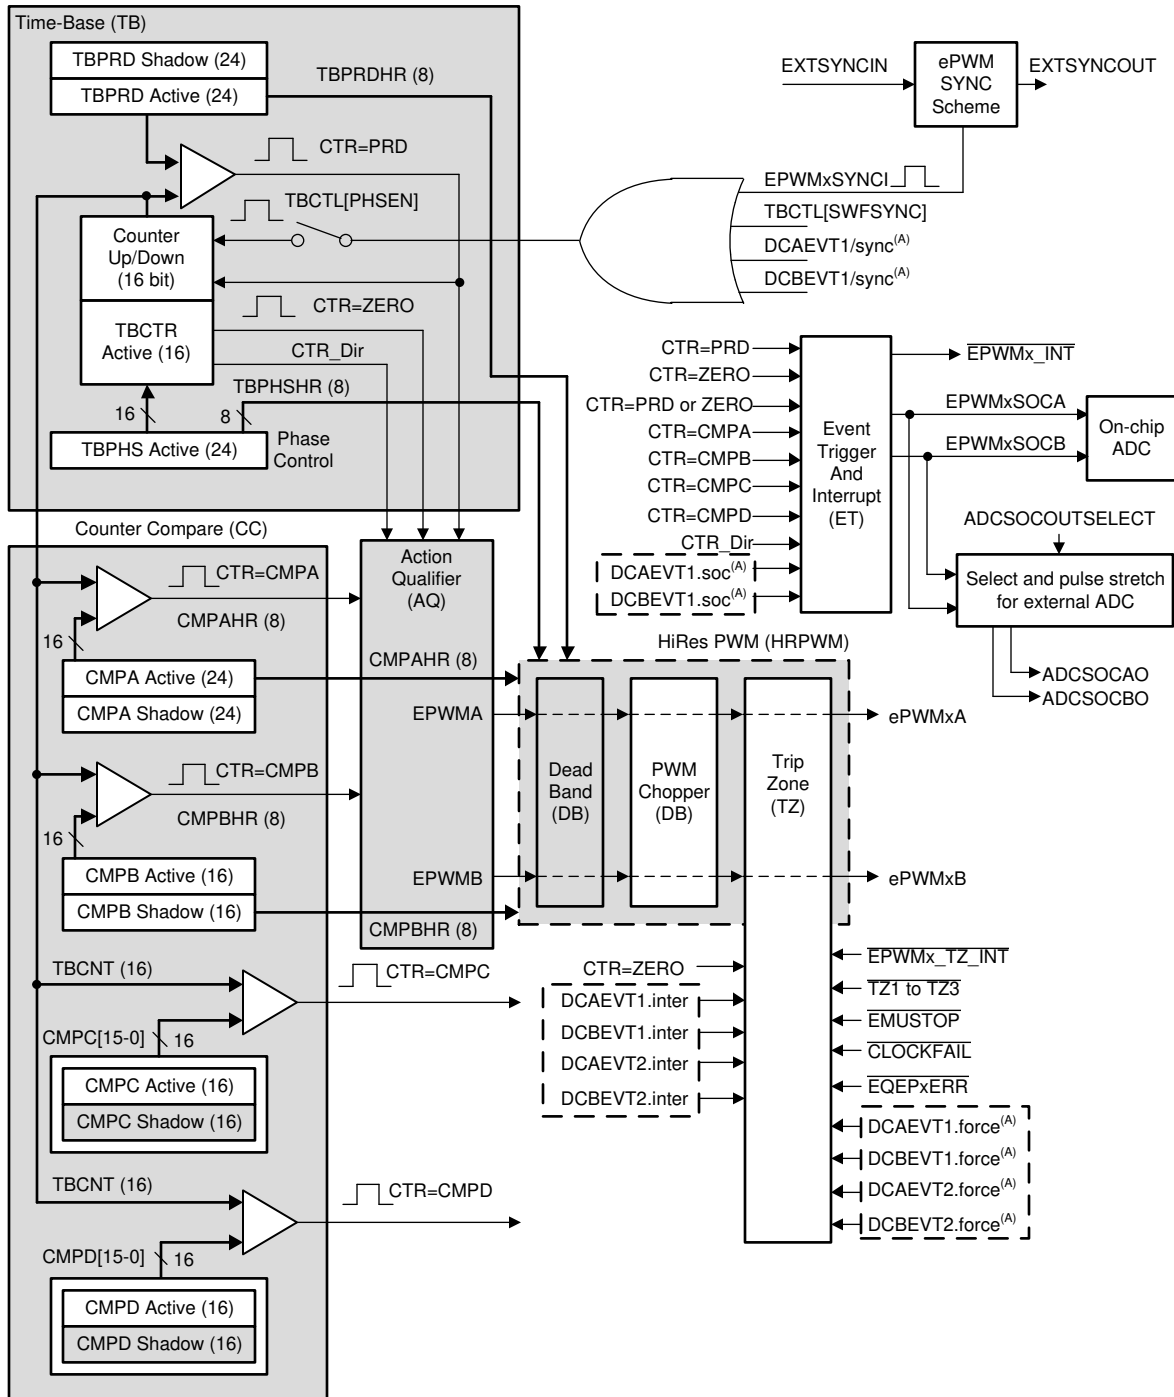 Time-Base (TB)
TBPRD Shadow (24)
TBPRD Active (24)
TBPRDHR (8)
CTR=PRD
TBCTL[PHSEN]
Counter
Up/Down
(16 bit)
CTR=ZERO
TBCTR
Active (16)
CTR_Dir
TBPHSHR (8)
16
8
TBPHS Active (24)
Phase
Control
EXTSYNCIN
ePWM
SYNC
Scheme
EXTSYNCOUT
EPWMxSYNCI
TBCTL[SWFSYNC]
DCAEVT1/sync(A)
DCBEVT1/sync(A)
CTR=PRD
CTR=ZERO
CTR=PRD or ZERO
CTR=CMPA
CTR=CMPB
CTR=CMPC
CTR=CMPD
CTR_Dir
DCAEVT1.soc(A)
DCBEVT1.soc(A)
Event
Trigger
And
Interrupt
(ET)
EPWMx_INT
EPWMxSOCA
EPWMxSOCB
On-chip
ADC
ADCSOCOUTSELECT
Select and pulse stretch
for external ADC
ADCSOCAO
ADCSOCBO
Counter Compare (CC)
CTR=CMPA
CMPAHR (8)
16
CMPA Active (24)
CMPA Shadow (24)
CTR=CMPB
CMPBHR (8)
16
CMPB Active (16)
CMPB Shadow (16)
TBCNT (16)
CTR=CMPC
CMPC[15-0]
16
CMPC Active (16)
CMPC Shadow (16)
TBCNT (16)
CTR=CMPD
CMPD[15-0]
16
CMPD Active (16)
CMPD Shadow (16)
Action
Qualifier
(AQ)
CMPAHR (8)
EPWMA
EPWMB
CMPBHR (8)
HiRes PWM (HRPWM)
Dead
Band
(DB)
PWM
Chopper
(DB)
Trip
Zone
(TZ)
ePWMxA
ePWMxB
CTR=ZERO
DCAEVT1.inter
DCBEVT1.inter
DCAEVT2.inter
DCBEVT2.inter
EPWMx_TZ_INT
TZ1 to TZ3
EMUSTOP
CLOCKFAIL
EQEPxERR
DCAEVT1.force(A)
DCBEVT1.force(A)
DCAEVT2.force(A)
DCBEVT2.force(A)